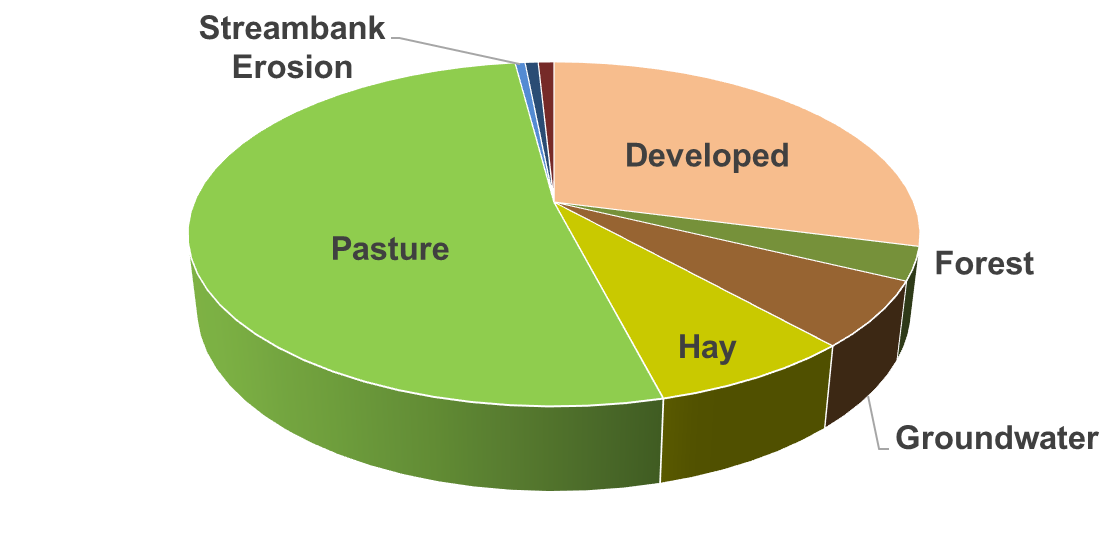 Streambank
Erosion
Developed
Pasture
Forest
Hay
Groundwater